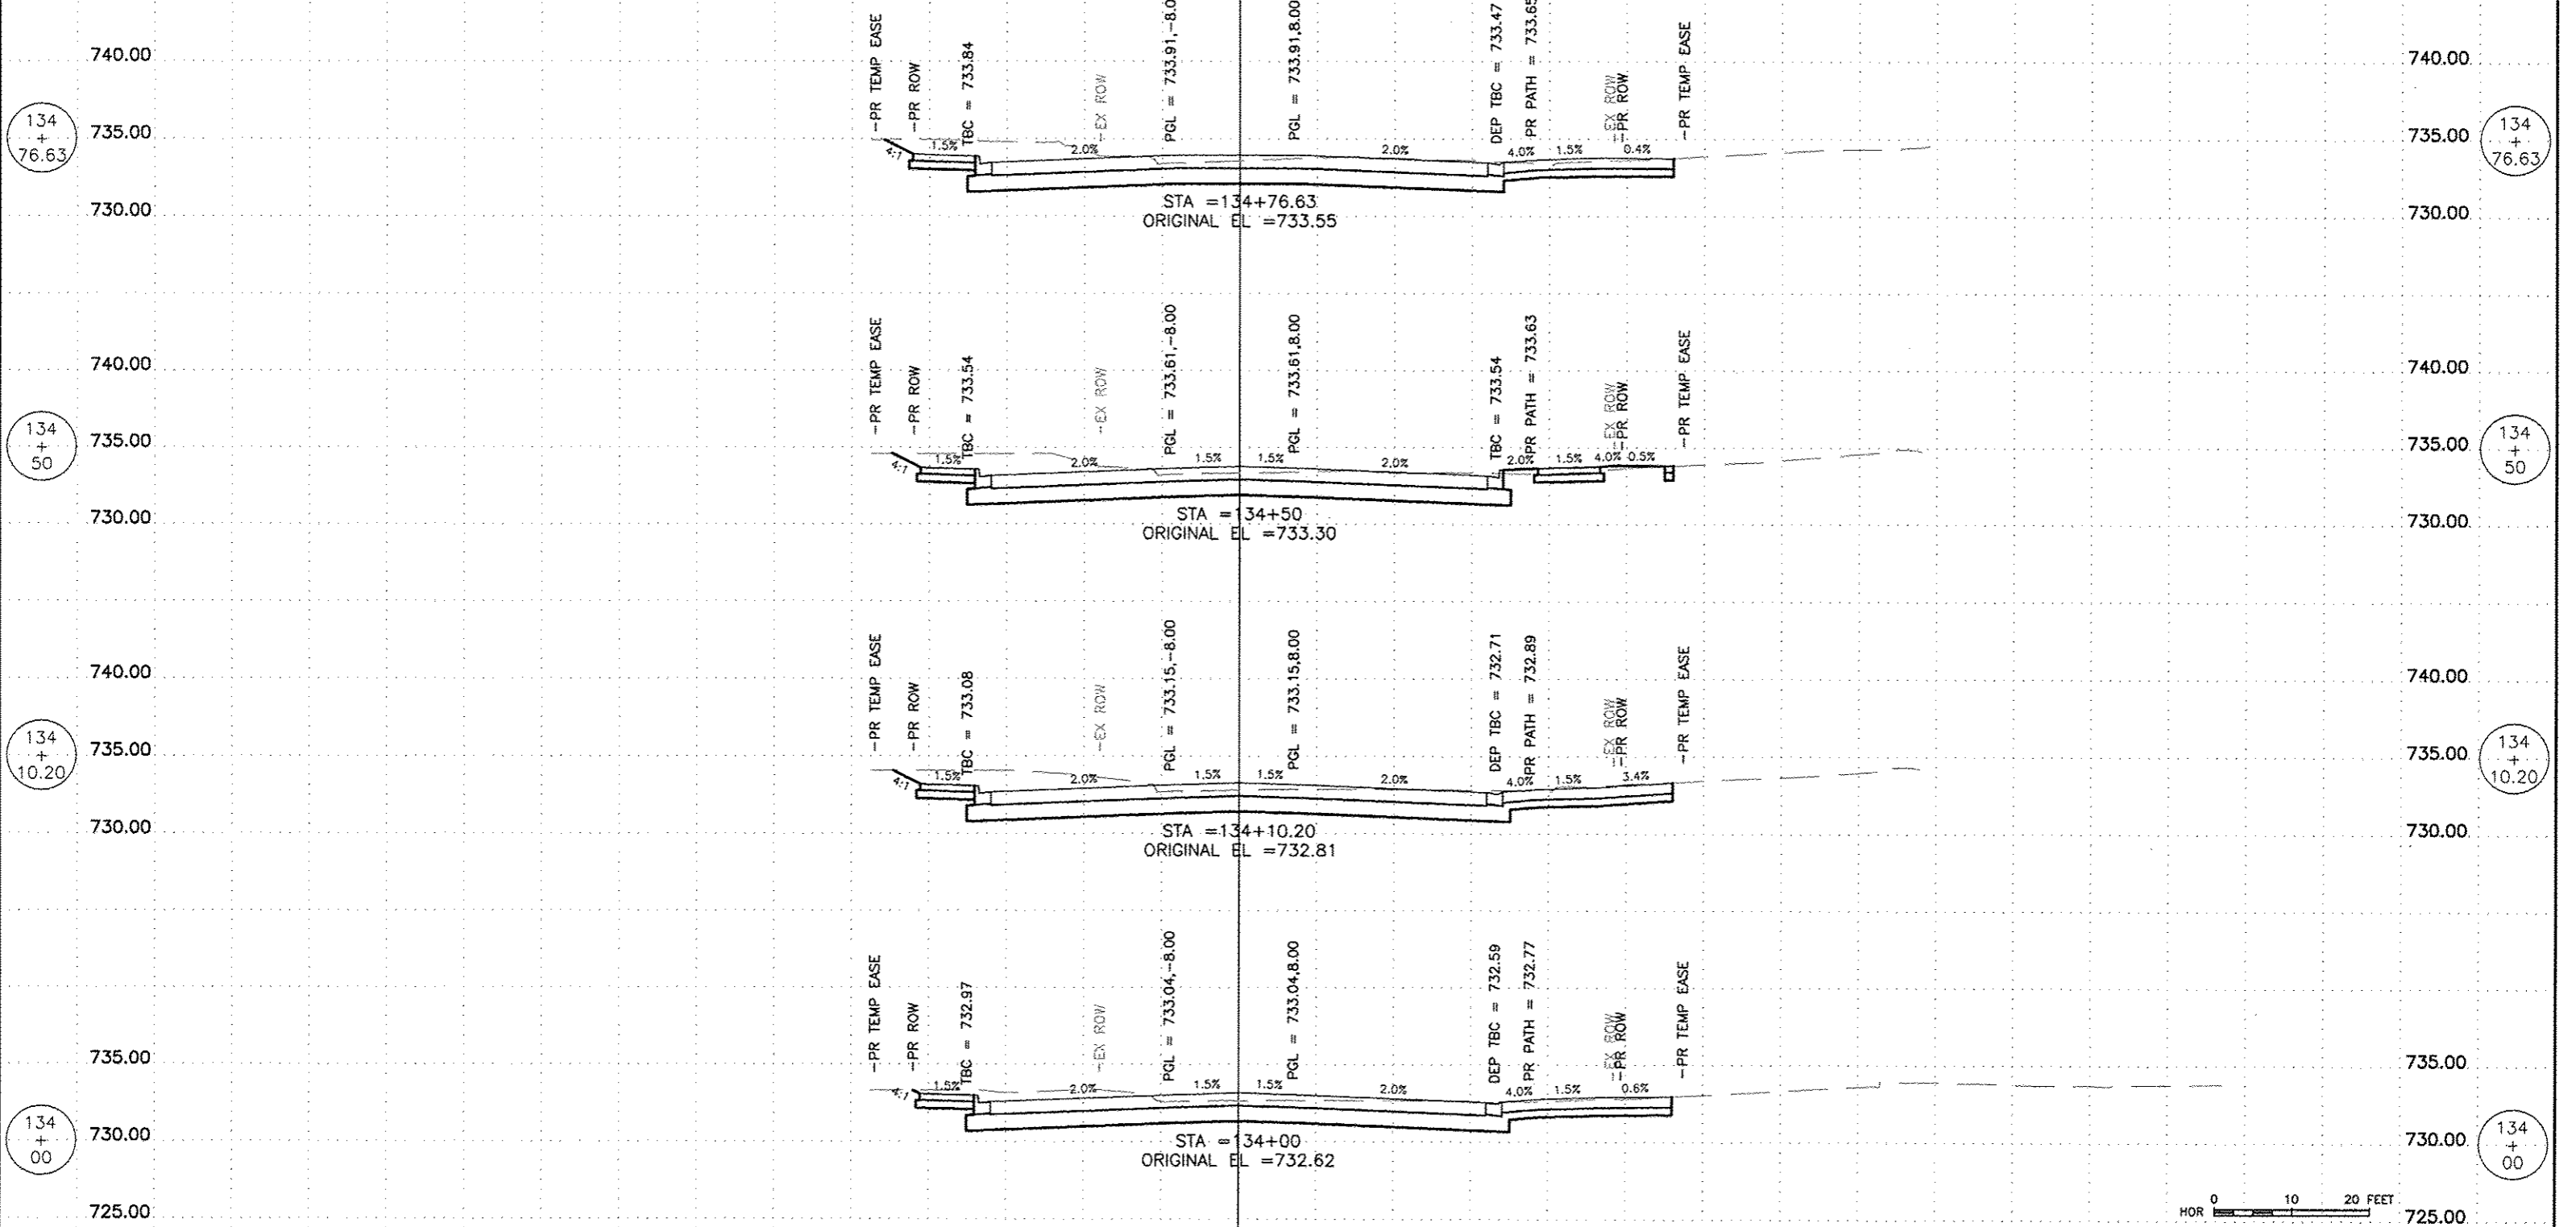 -PR TEMP EASE
-PR ROW
TBC = 733.84
-EX ROW
PGL = 733.91,-8.0
PGL = 733.91,8.00
DEP TBC = 733.47
PR PATH = 733.65
-EX ROW
-PR ROW
-PR TEMP EASE
740.00 740.00
735.00 735.00
730.00 730.00
134
+
76.63
134
+
76.63
4:1 1.5% 2.0% 2.0% 4.0% 1.5% 0.4%
STA =134+76.63
ORIGINAL EL =733.55
-PR TEMP EASE
-PR ROW
TBC = 733.54
-EX ROW
PGL = 733.61,-8.00
PGL = 733.61,8.00
TBC = 733.54
PR PATH = 733.63
-EX ROW
-PR ROW
-PR TEMP EASE
740.00 740.00
735.00 735.00
730.00 730.00
134
+
50
134
+
50
4:1 1.5% 2.0% 1.5% 1.5% 2.0% 2.0% 1.5% 4.0% 0.5%
STA =134+50
ORIGINAL EL =733.30
-PR TEMP EASE
-PR ROW
TBC = 733.08
-EX ROW
PGL = 733.15,-8.00
PGL = 733.15,8.00
DEP TBC = 732.71
PR PATH = 732.89
-EX ROW
-PR ROW
-PR TEMP EASE
740.00 740.00
735.00 735.00
730.00 730.00
134
+
10.20
134
+
10.20
4:1 1.5% 2.0% 1.5% 1.5% 2.0% 4.0% 1.5% 3.4%
STA =134+10.20
ORIGINAL EL =732.81
-PR TEMP EASE
-PR ROW
TBC = 732.97
-EX ROW
PGL = 733.04,-8.00
PGL = 733.04,8.00
DEP TBC = 732.59
PR PATH = 732.77
-EX ROW
-PR ROW
-PR TEMP EASE
735.00 735.00
730.00 730.00
725.00 725.00
134
+
00
134
+
00
4:1 1.5% 2.0% 1.5% 1.5% 2.0% 4.0% 1.5% 0.6%
STA =134+00
ORIGINAL EL =732.62
HOR 0 10 20 FEET